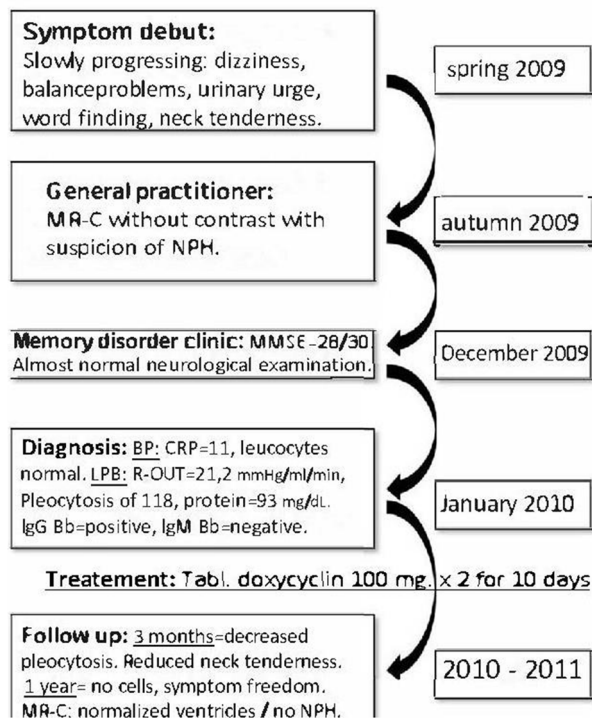 Symptom debut:
Slowly progressing: dizziness,
balanceproblems, urinary urge,
word finding, neck tenderness.
spring 2009
General practitioner:
MR-C without contrast with
suspicion of NPH.
autumn 2009
Memory disorder clinic: MMSE-28/30.
Almost normal neurological examination.
December 2009
Diagnosis: BP: CRP=11, leucocytes
normal. LPB: R-OUT=21,2 mmHg/ml/min,
Pleocytosis of 118, protein=93 mg/dL.
IgG Bb=positive, IgM Bb=negative.
January 2010
Treatement: Tabl. doxycyclin 100 mg. x 2 for 10 days
Follow up: 3 months=decreased
pleocytosis. Reduced neck tenderness.
1 year= no cells, symptom freedom.
MR-C: normalized ventricles / no NPH.
2010 - 2011